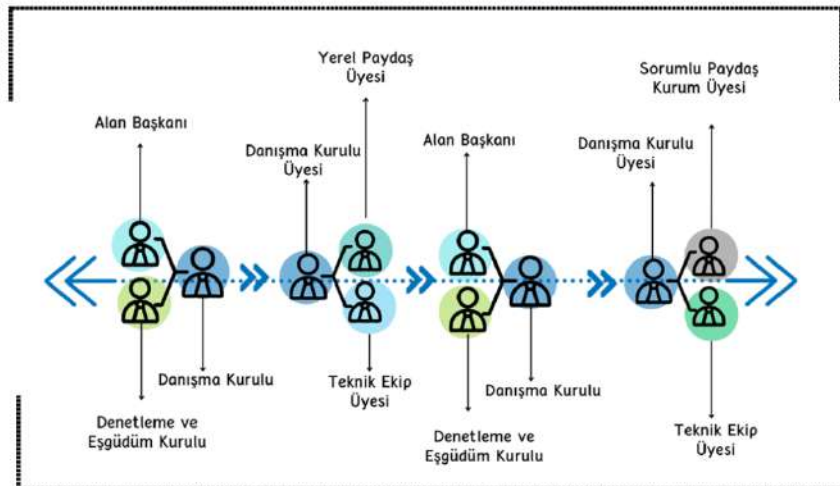 Yerel Paydaş
Üyesi
Sorumlu Paydaş
Kurum Üyesi
Alan Başkanı
Danışma Kurulu
Üyesi
Alan Başkanı
Danışma Kurulu
Üyesi
Danışma Kurulu
Teknik Ekip
Üyesi
Danışma Kurulu
Denetleme ve
Eşgüdüm Kurulu
Denetleme ve
Eşgüdüm Kurulu
Teknik Ekip
Üyesi